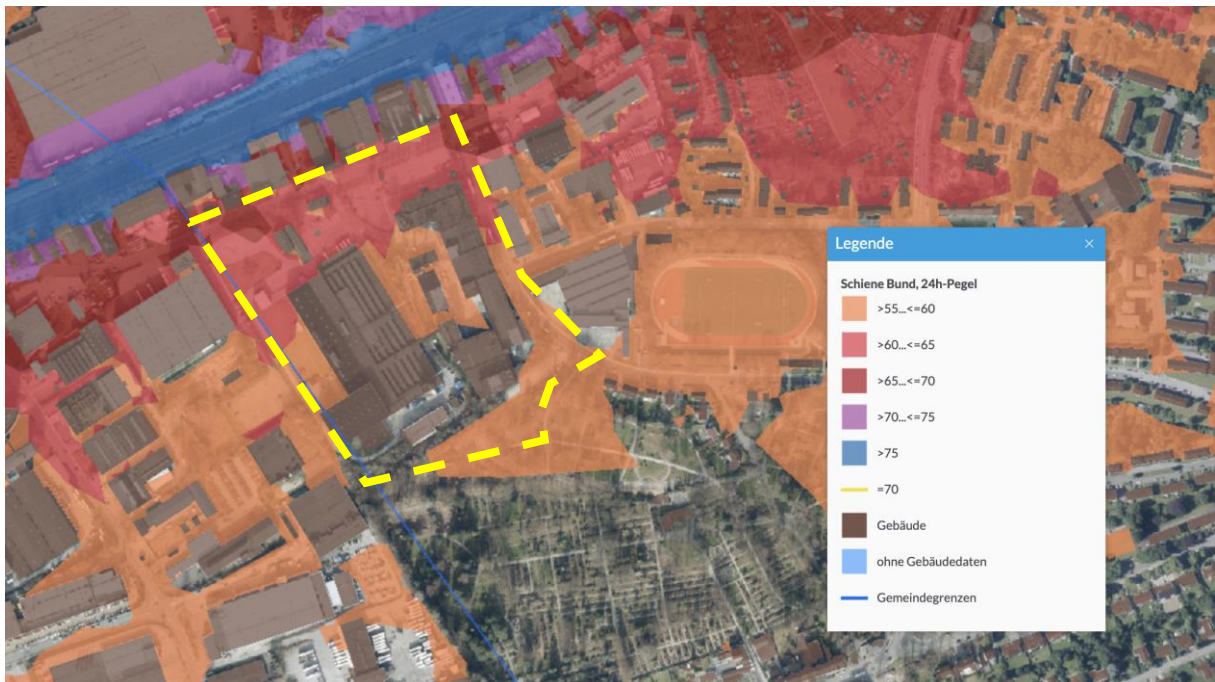 Legende ×
Schiene Bund, 24h-Pegel
>55...<=60
>60...<=65
>65...<=70
>70...<=75
>75
=70
Gebäude
ohne Gebäudedaten
Gemeindegrenzen